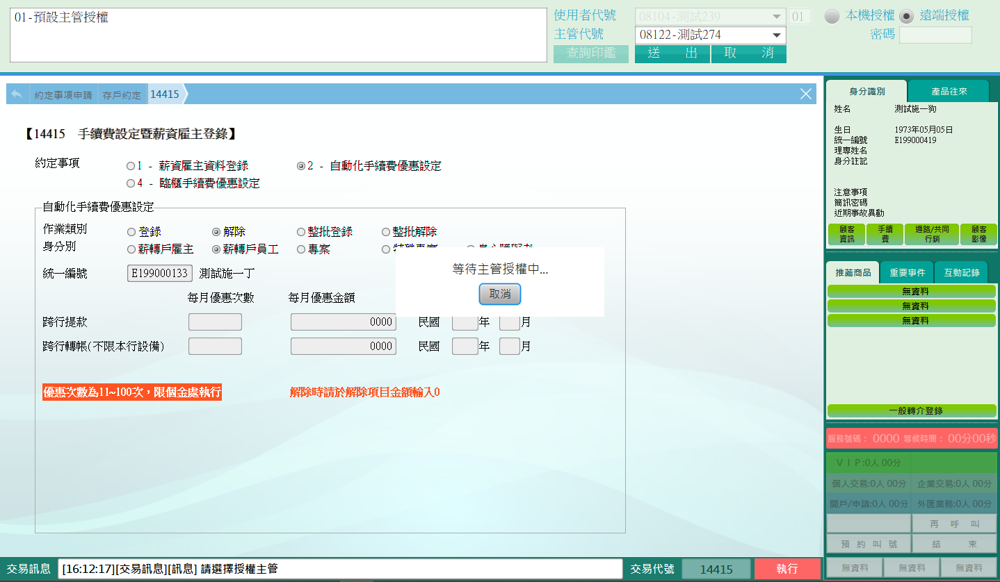 01-預設主管授權
使用者代號 08104-測試239 01 本機授權 遠端授權
主管代號 08122-測試274 密碼
查詢印鑑 送 出 取 消
約定事項申請 存戶約定 14415
【14415 手續費設定暨薪資雇主登錄】
約定事項 1 - 薪資雇主資料登錄 2 - 自動化手續費優惠設定
4 - 臨櫃手續費優惠設定
自動化手續費優惠設定
作業類別 登錄 解除 整批登錄 整批解除
身分別 薪轉戶雇主 薪轉戶員工 專案
等待主管授權中...
取消
統一編號 E199000133 測試施一丁
每月優惠次數 每月優惠金額
跨行提款 0000 民國 年 月
跨行轉帳(不限本行設備) 0000 民國 年 月
優惠次數為11~100次，限個金處執行 解除時請於解除項目金額輸入0
交易訊息 [16:12:17][交易訊息][訊息] 請選擇授權主管 交易代號 14415 執行
身分識別 產品往來
姓名 測試施一狗
生日 1973年05月05日
統一編號 E199000419
理專姓名
身分註記
注意事項
簡訊密碼
近期事故異動
顧客資訊 手續費 通路/共同行銷 顧客影像
推薦商品 重要事件 互動記錄
無資料
無資料
無資料
一般轉介登錄
服務號碼： 0000 等候時間： 00分00秒
ＶＩＰ:0人 00分
個人交易:0人 00分 企業交易:0人 00分
開戶/申請:0人 00分 外匯業務:0人 00分
再 呼 叫
預 約 叫 號 結 束
無資料 無資料 無資料